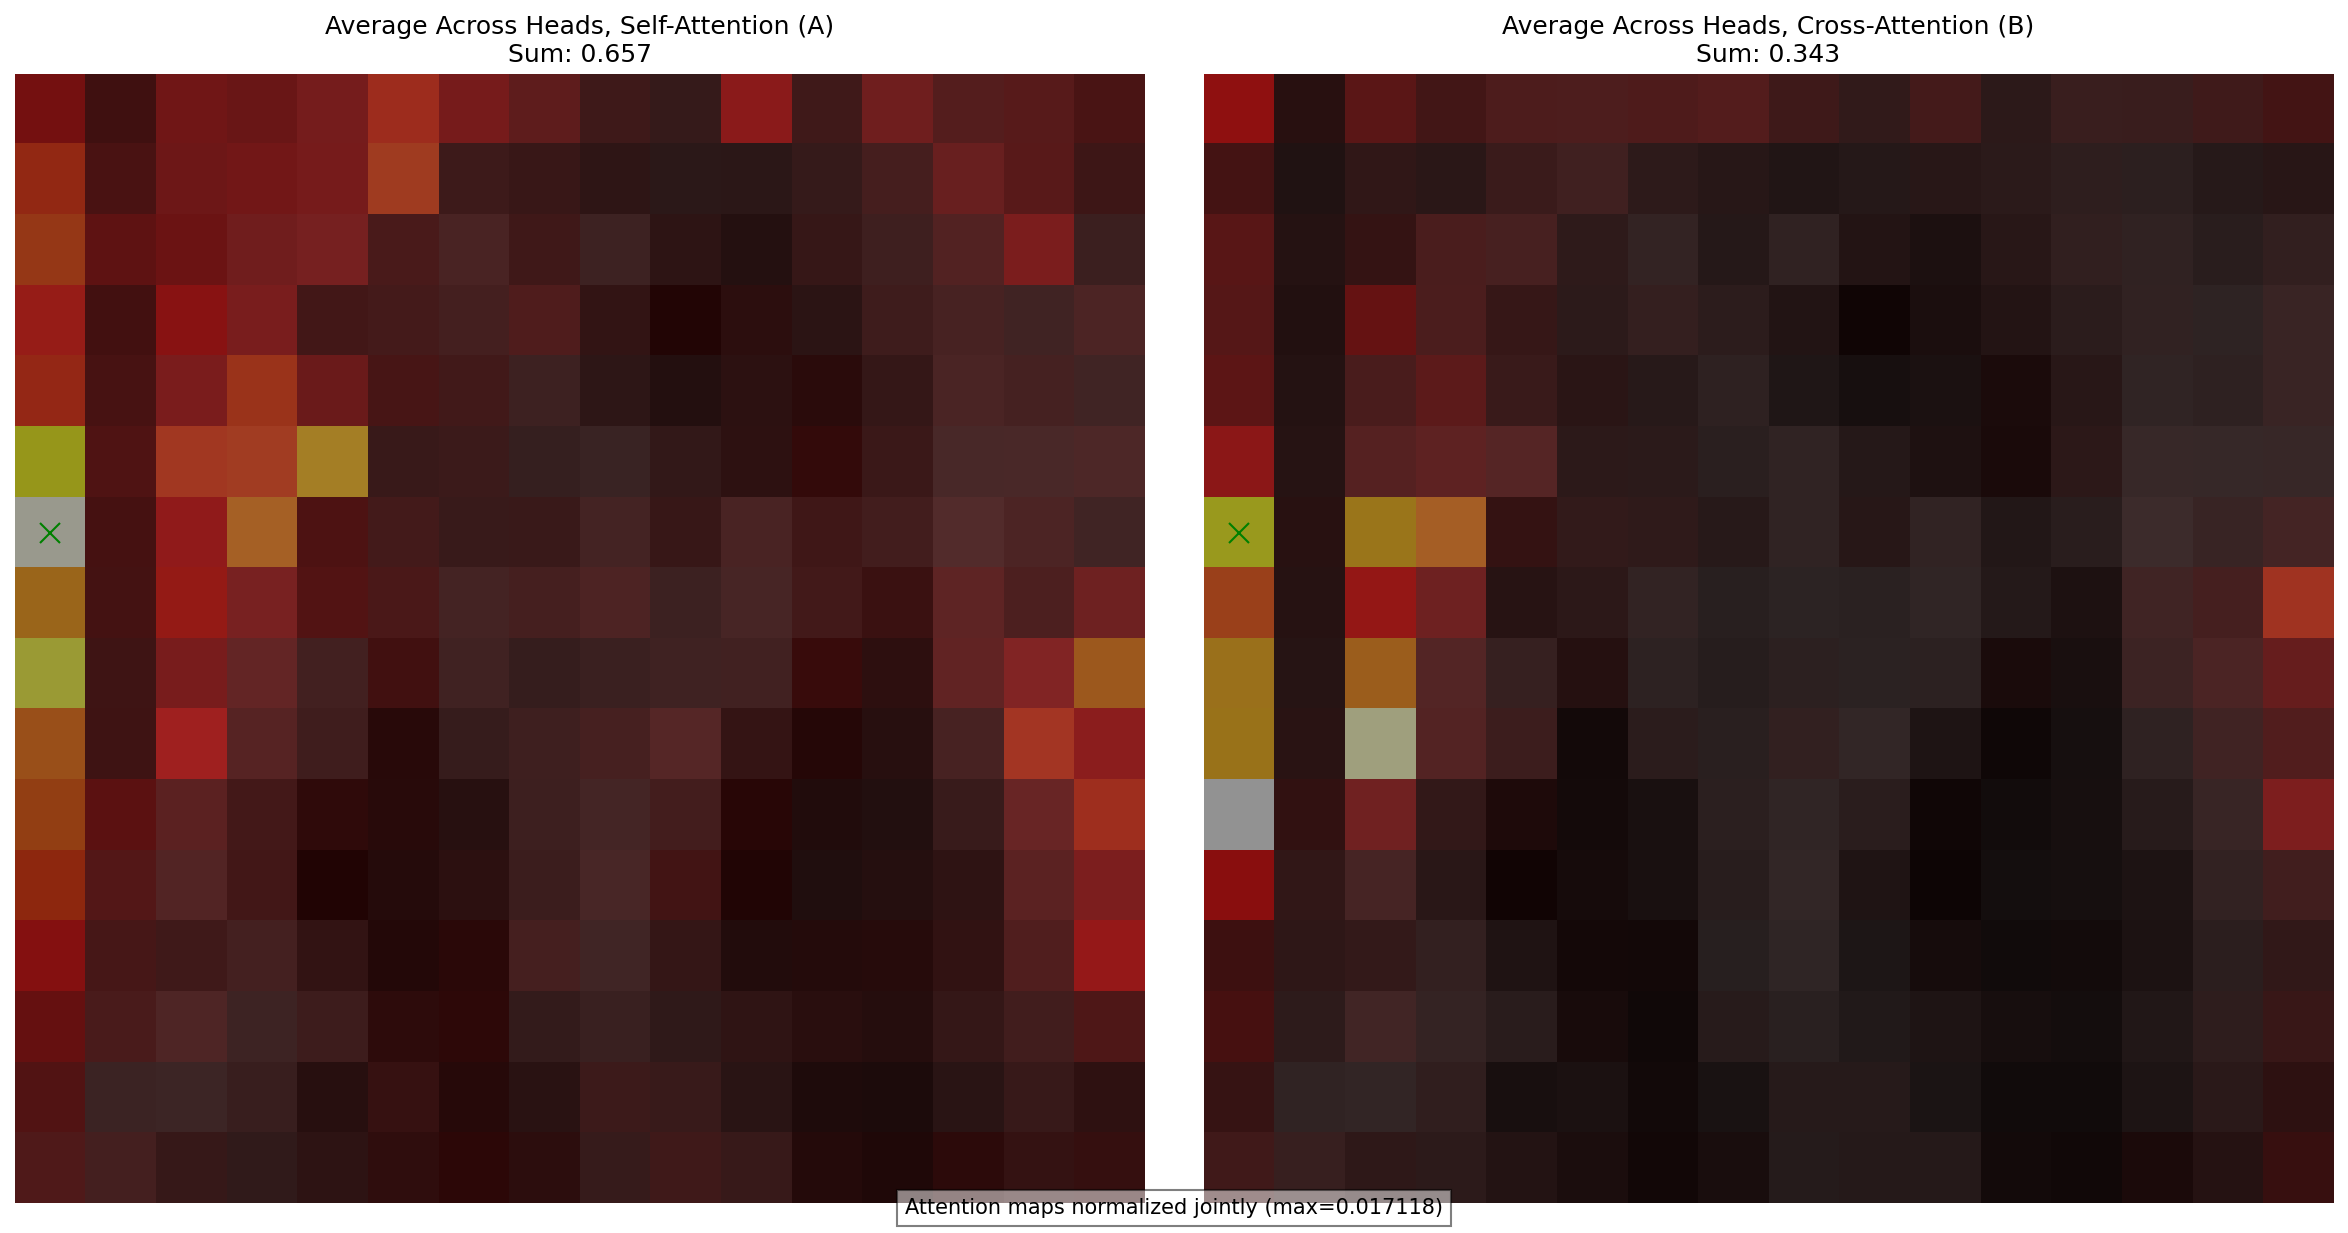 Average Across Heads, Self-Attention (A)
Sum: 0.657
Average Across Heads, Cross-Attention (B)
Sum: 0.343
Attention maps normalized jointly (max=0.017118)